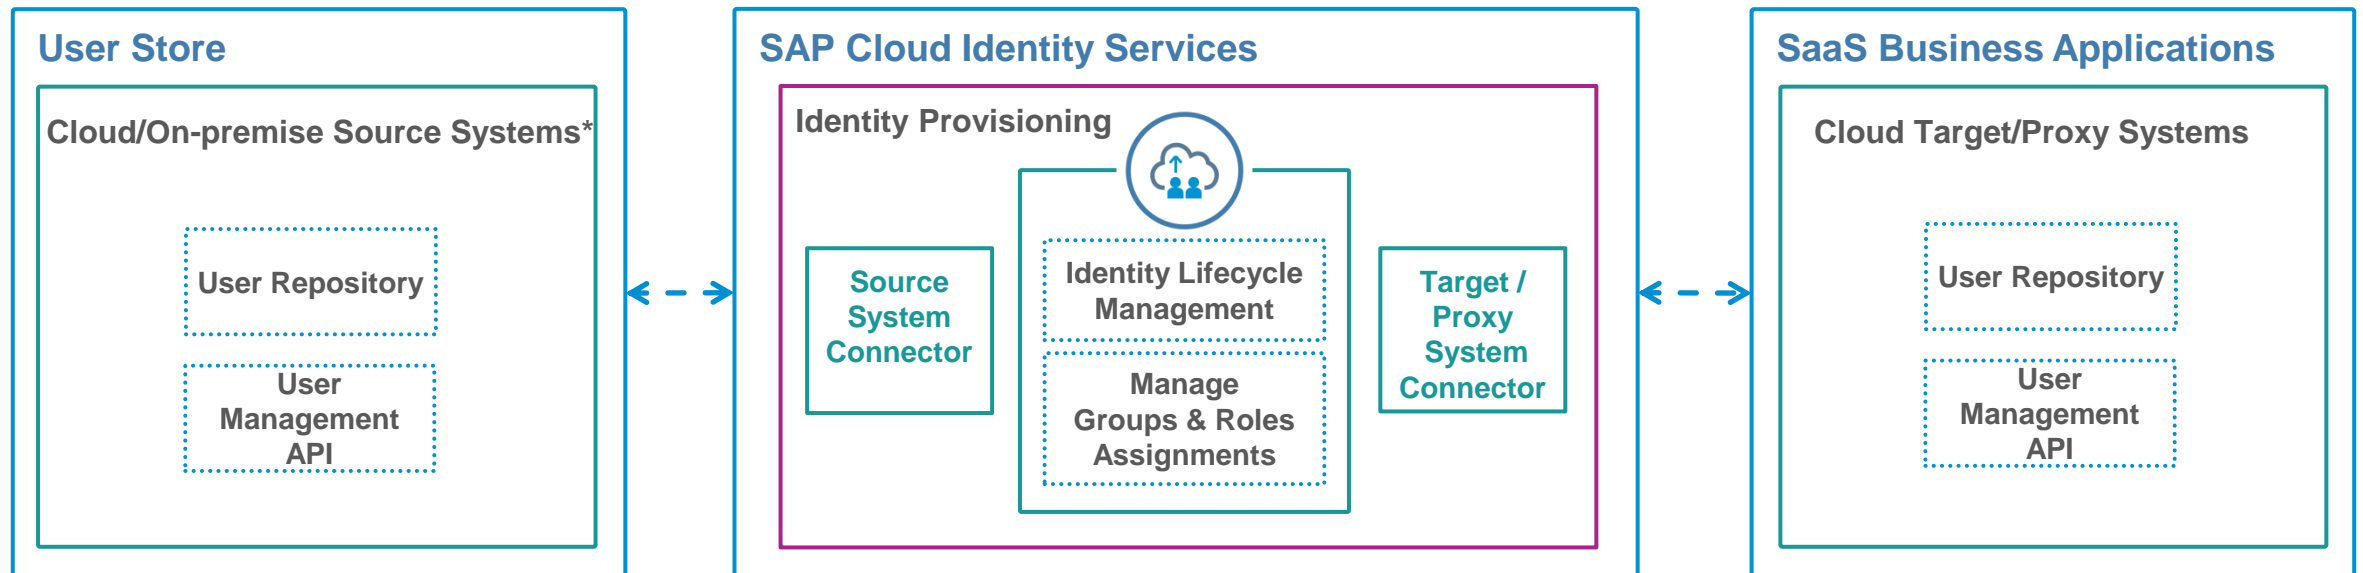 User Store
Cloud/On-premise Source Systems*
User Repository
User
Management
API
SAP Cloud Identity Services
Identity Provisioning
Source
System
Connector
Identity Lifecycle
Management
Manage
Groups & Roles
Assignments
Target /
Proxy
System
Connector
SaaS Business Applications
Cloud Target/Proxy Systems
User Repository
User
Management
API